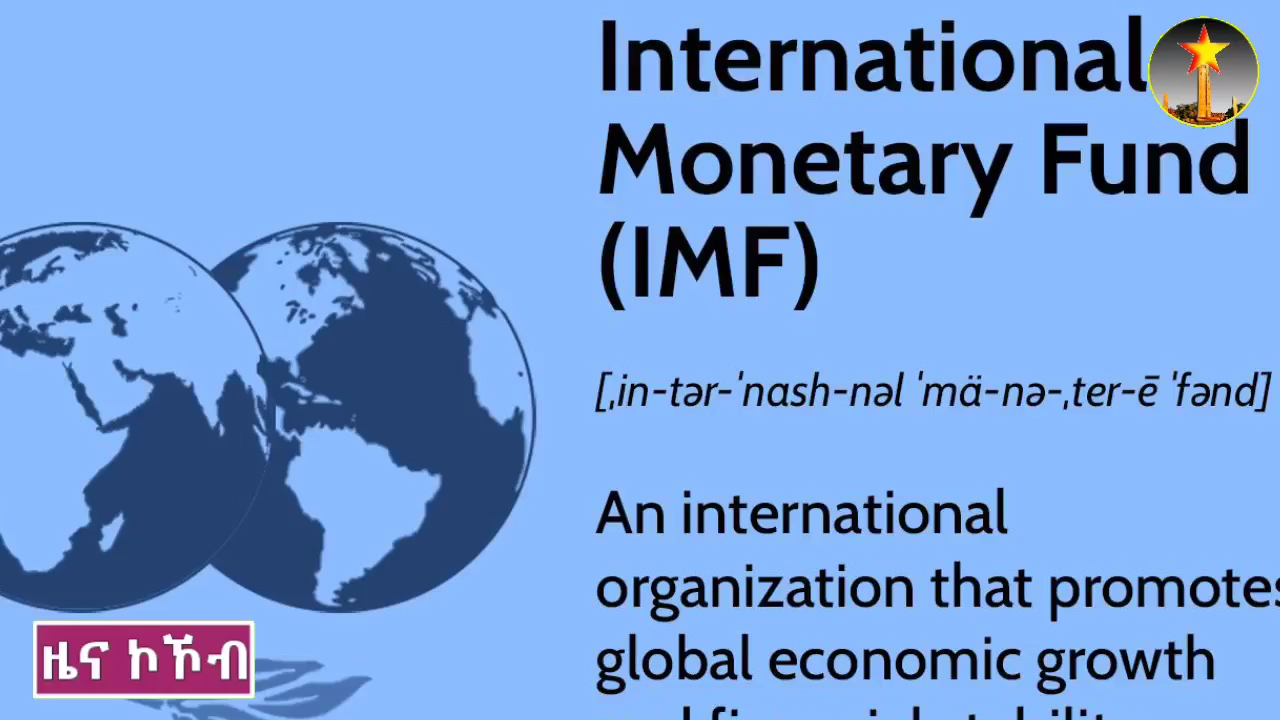 International
Monetary Fund
(IMF)
[ˌin-tər-ˈnash-nəl ˈmä-nə-ˌter-ē ˈfənd]
An international
organization that promotes
global economic growth
ዜና ኮኾብ